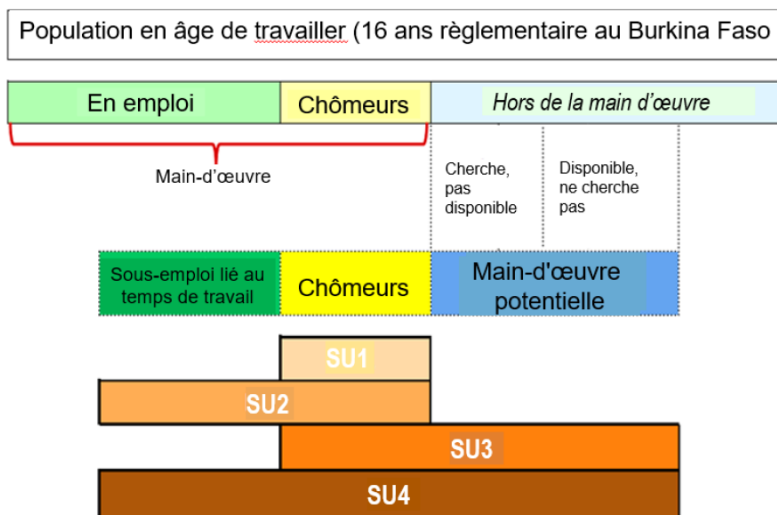 Population en âge de travailler (16 ans règlementaire au Burkina Faso
En emploi
Chômeurs
Hors de la main d’œuvre
Main-d’œuvre
Cherche,
pas
disponible
Disponible,
ne cherche
pas
Sous-emploi lié au
temps de travail
Chômeurs
Main-d'œuvre
potentielle
SU1
SU2
SU3
SU4